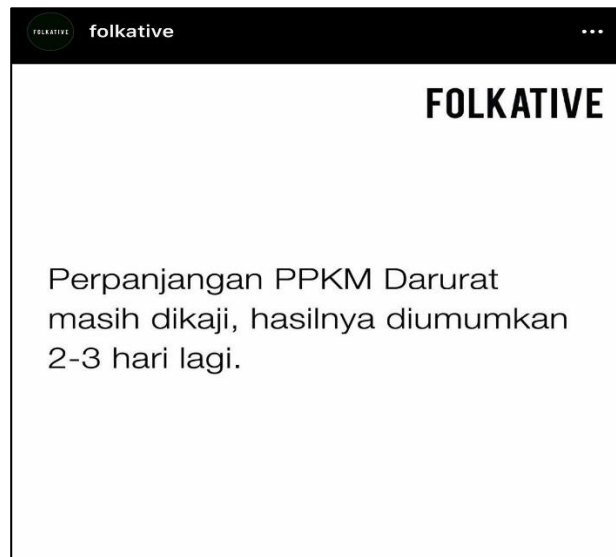 FOLKATIVE
folkative
FOLKATIVE
Perpanjangan PPKM Darurat
masih dikaji, hasilnya diumumkan
2-3 hari lagi.